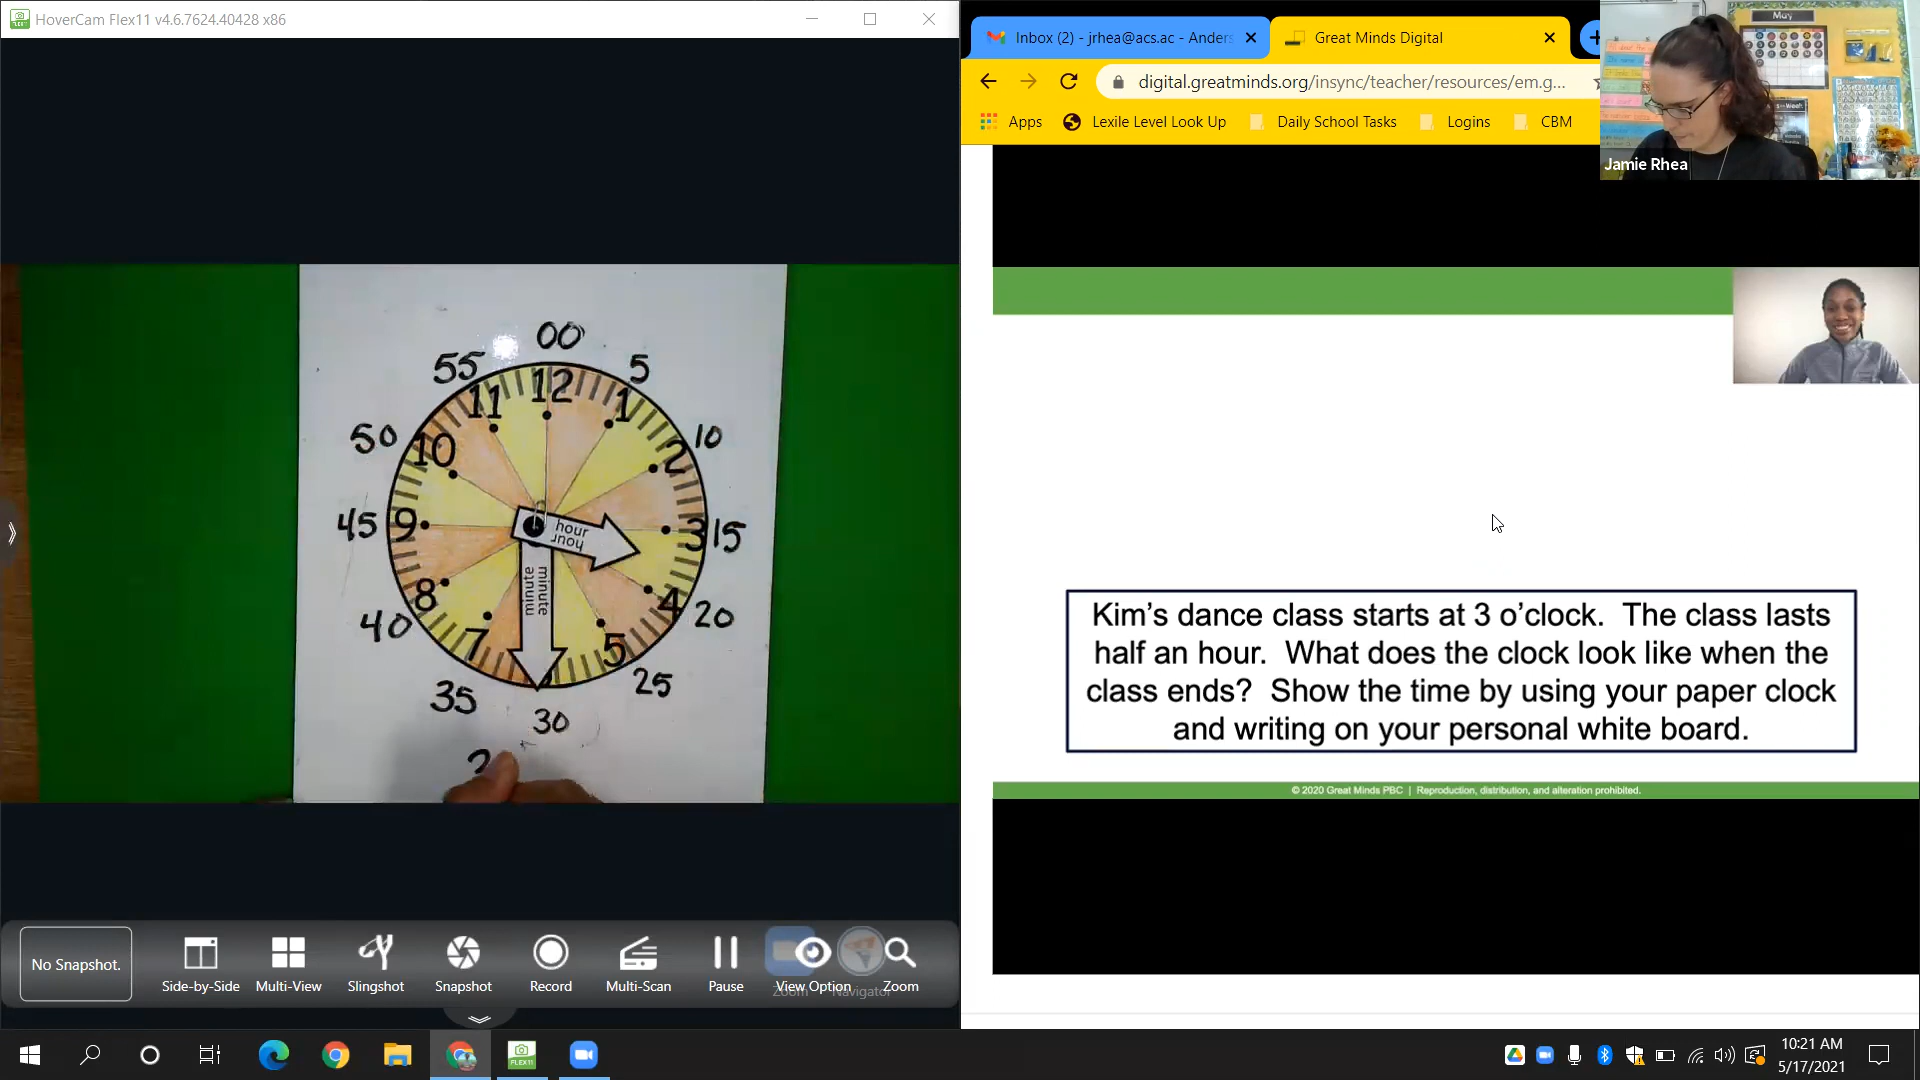 HoverCam Flex11 v4.6.7624.40428 x86
00
55 5
12
11 1
50 10
10 2
45 9 3 15
hour
hour
minute
minute
8 4
40 20
7 5
35 25
30
No Snapshot.
Side-by-Side Multi-View Slingshot Snapshot Record Multi-Scan Pause View Option Zoom
Zoom Navigator
Inbox (2) - jrhea@acs.ac - Anders
Great Minds Digital
digital.greatminds.org/insync/teacher/resources/em.g...
Apps Lexile Level Look Up Daily School Tasks Logins CBM
May
Jamie Rhea
Kim's dance class starts at 3 o'clock. The class lasts
half an hour. What does the clock look like when the
class ends? Show the time by using your paper clock
and writing on your personal white board.
© 2020 Great Minds PBC | Reproduction, distribution, and alteration prohibited.
FLEX11
10:21 AM
5/17/2021